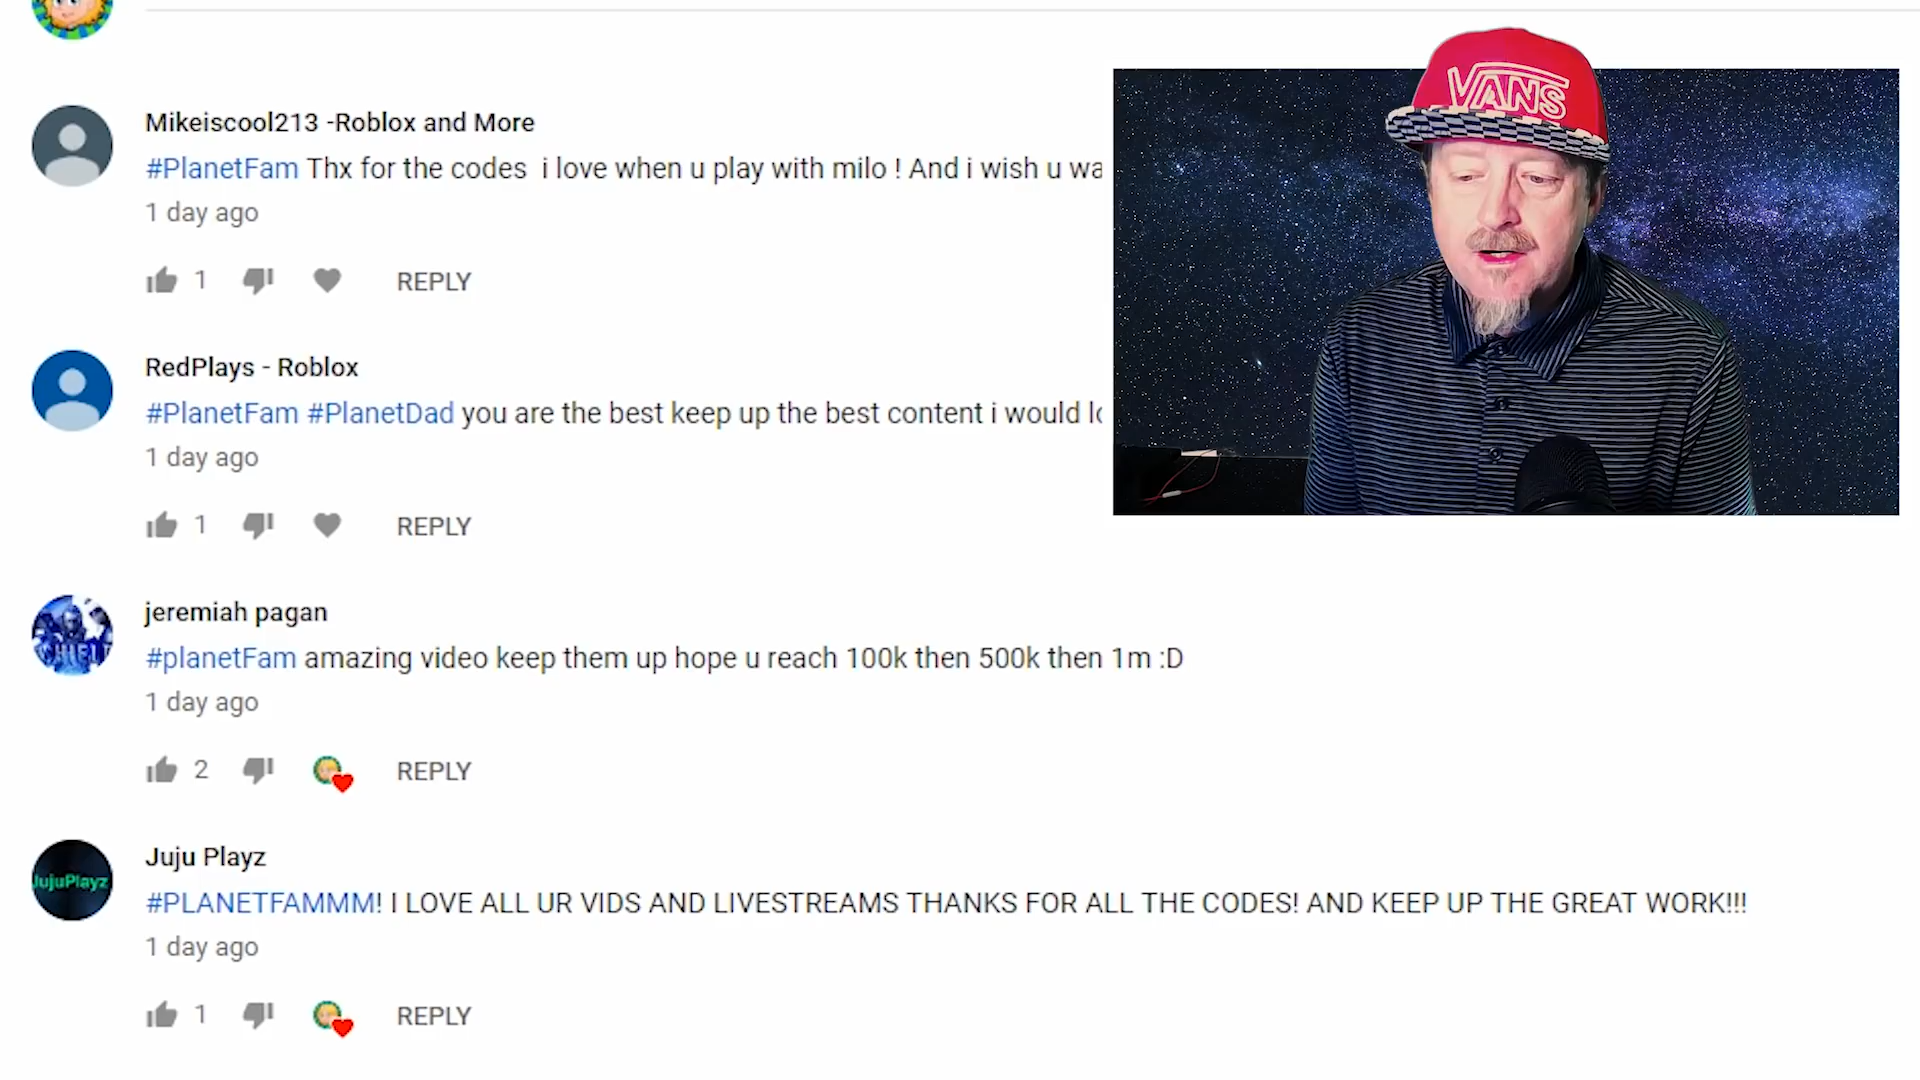 Mikeiscool213 -Roblox and More
#PlanetFam Thx for the codes  i love when u play with milo ! And i wish u wa
1 day ago
1
REPLY
VANS
RedPlays - Roblox
#PlanetFam #PlanetDad you are the best keep up the best content i would lo
1 day ago
1
REPLY
jeremiah pagan
#planetFam amazing video keep them up hope u reach 100k then 500k then 1m :D
1 day ago
2
REPLY
Juju Playz
JujuPlayz
#PLANETFAMMM! I LOVE ALL UR VIDS AND LIVESTREAMS THANKS FOR ALL THE CODES! AND KEEP UP THE GREAT WORK!!!
1 day ago
1
REPLY